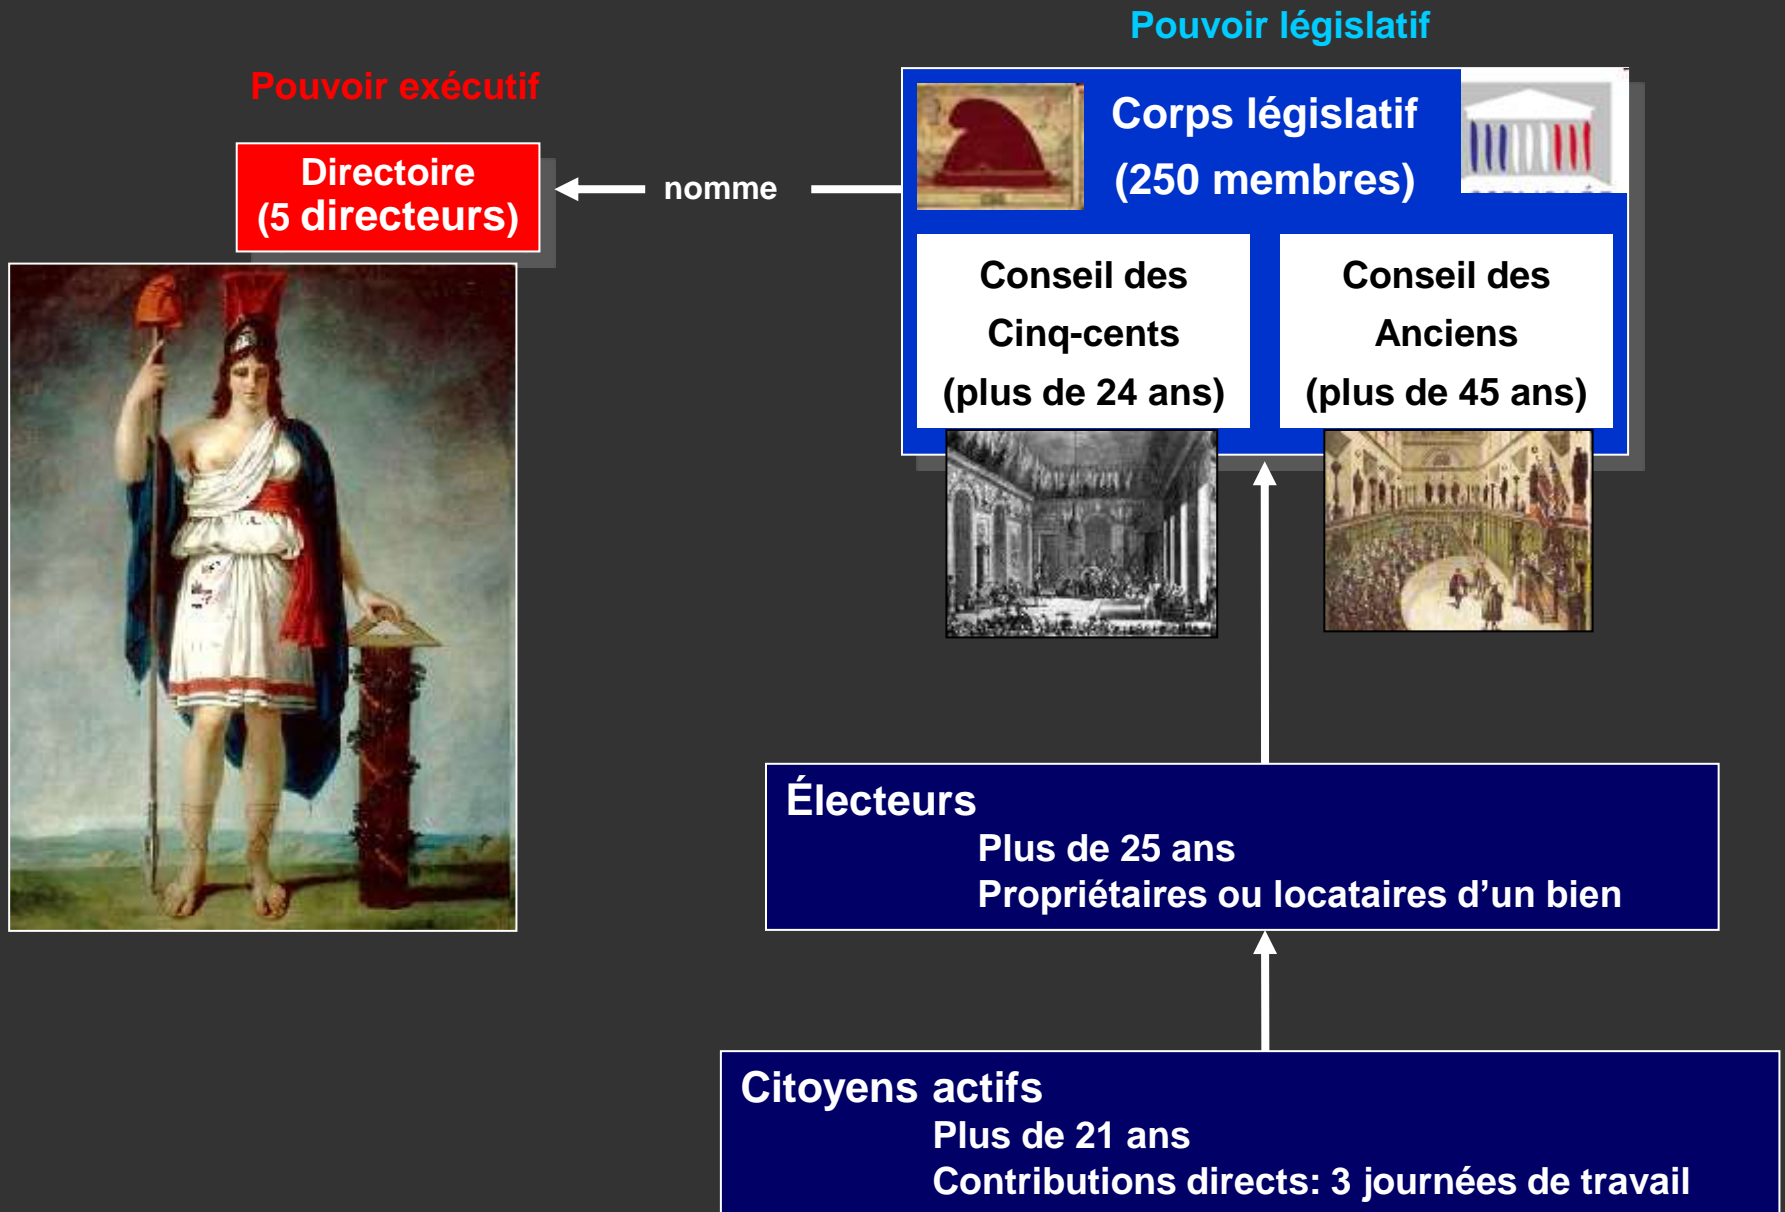 Pouvoir législatif
Pouvoir exécutif
Corps législatif
(250 membres)
Directoire
(5 directeurs)
nomme
Conseil des
Cinq-cents
(plus de 24 ans)
Conseil des
Anciens
(plus de 45 ans)
Électeurs
Plus de 25 ans
Propriétaires ou locataires d’un bien
Citoyens actifs
Plus de 21 ans
Contributions directs: 3 journées de travail